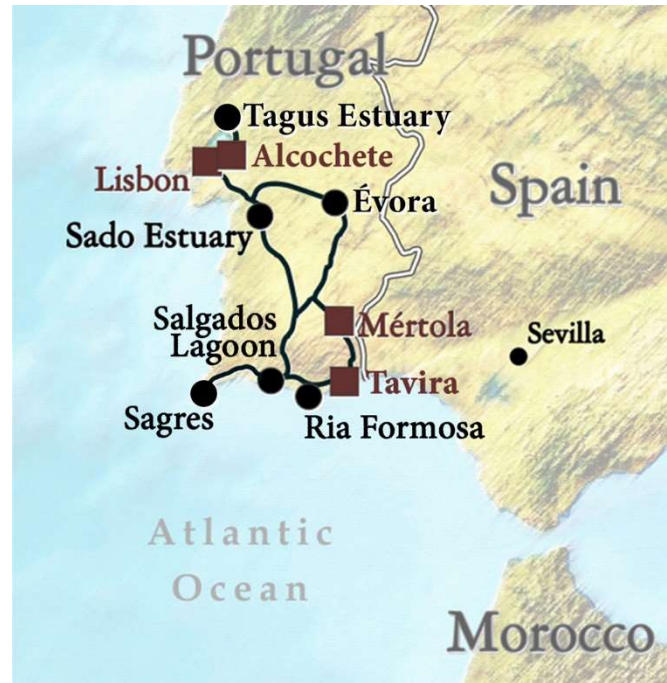 Portugal
Tagus Estuary
Alcochete
Lisbon
Spain
Évora
Sado Estuary
Salgados
Lagoon
Mértola
Sevilla
Tavira
Sagres
Ria Formosa
Atlantic
Ocean
Morocco